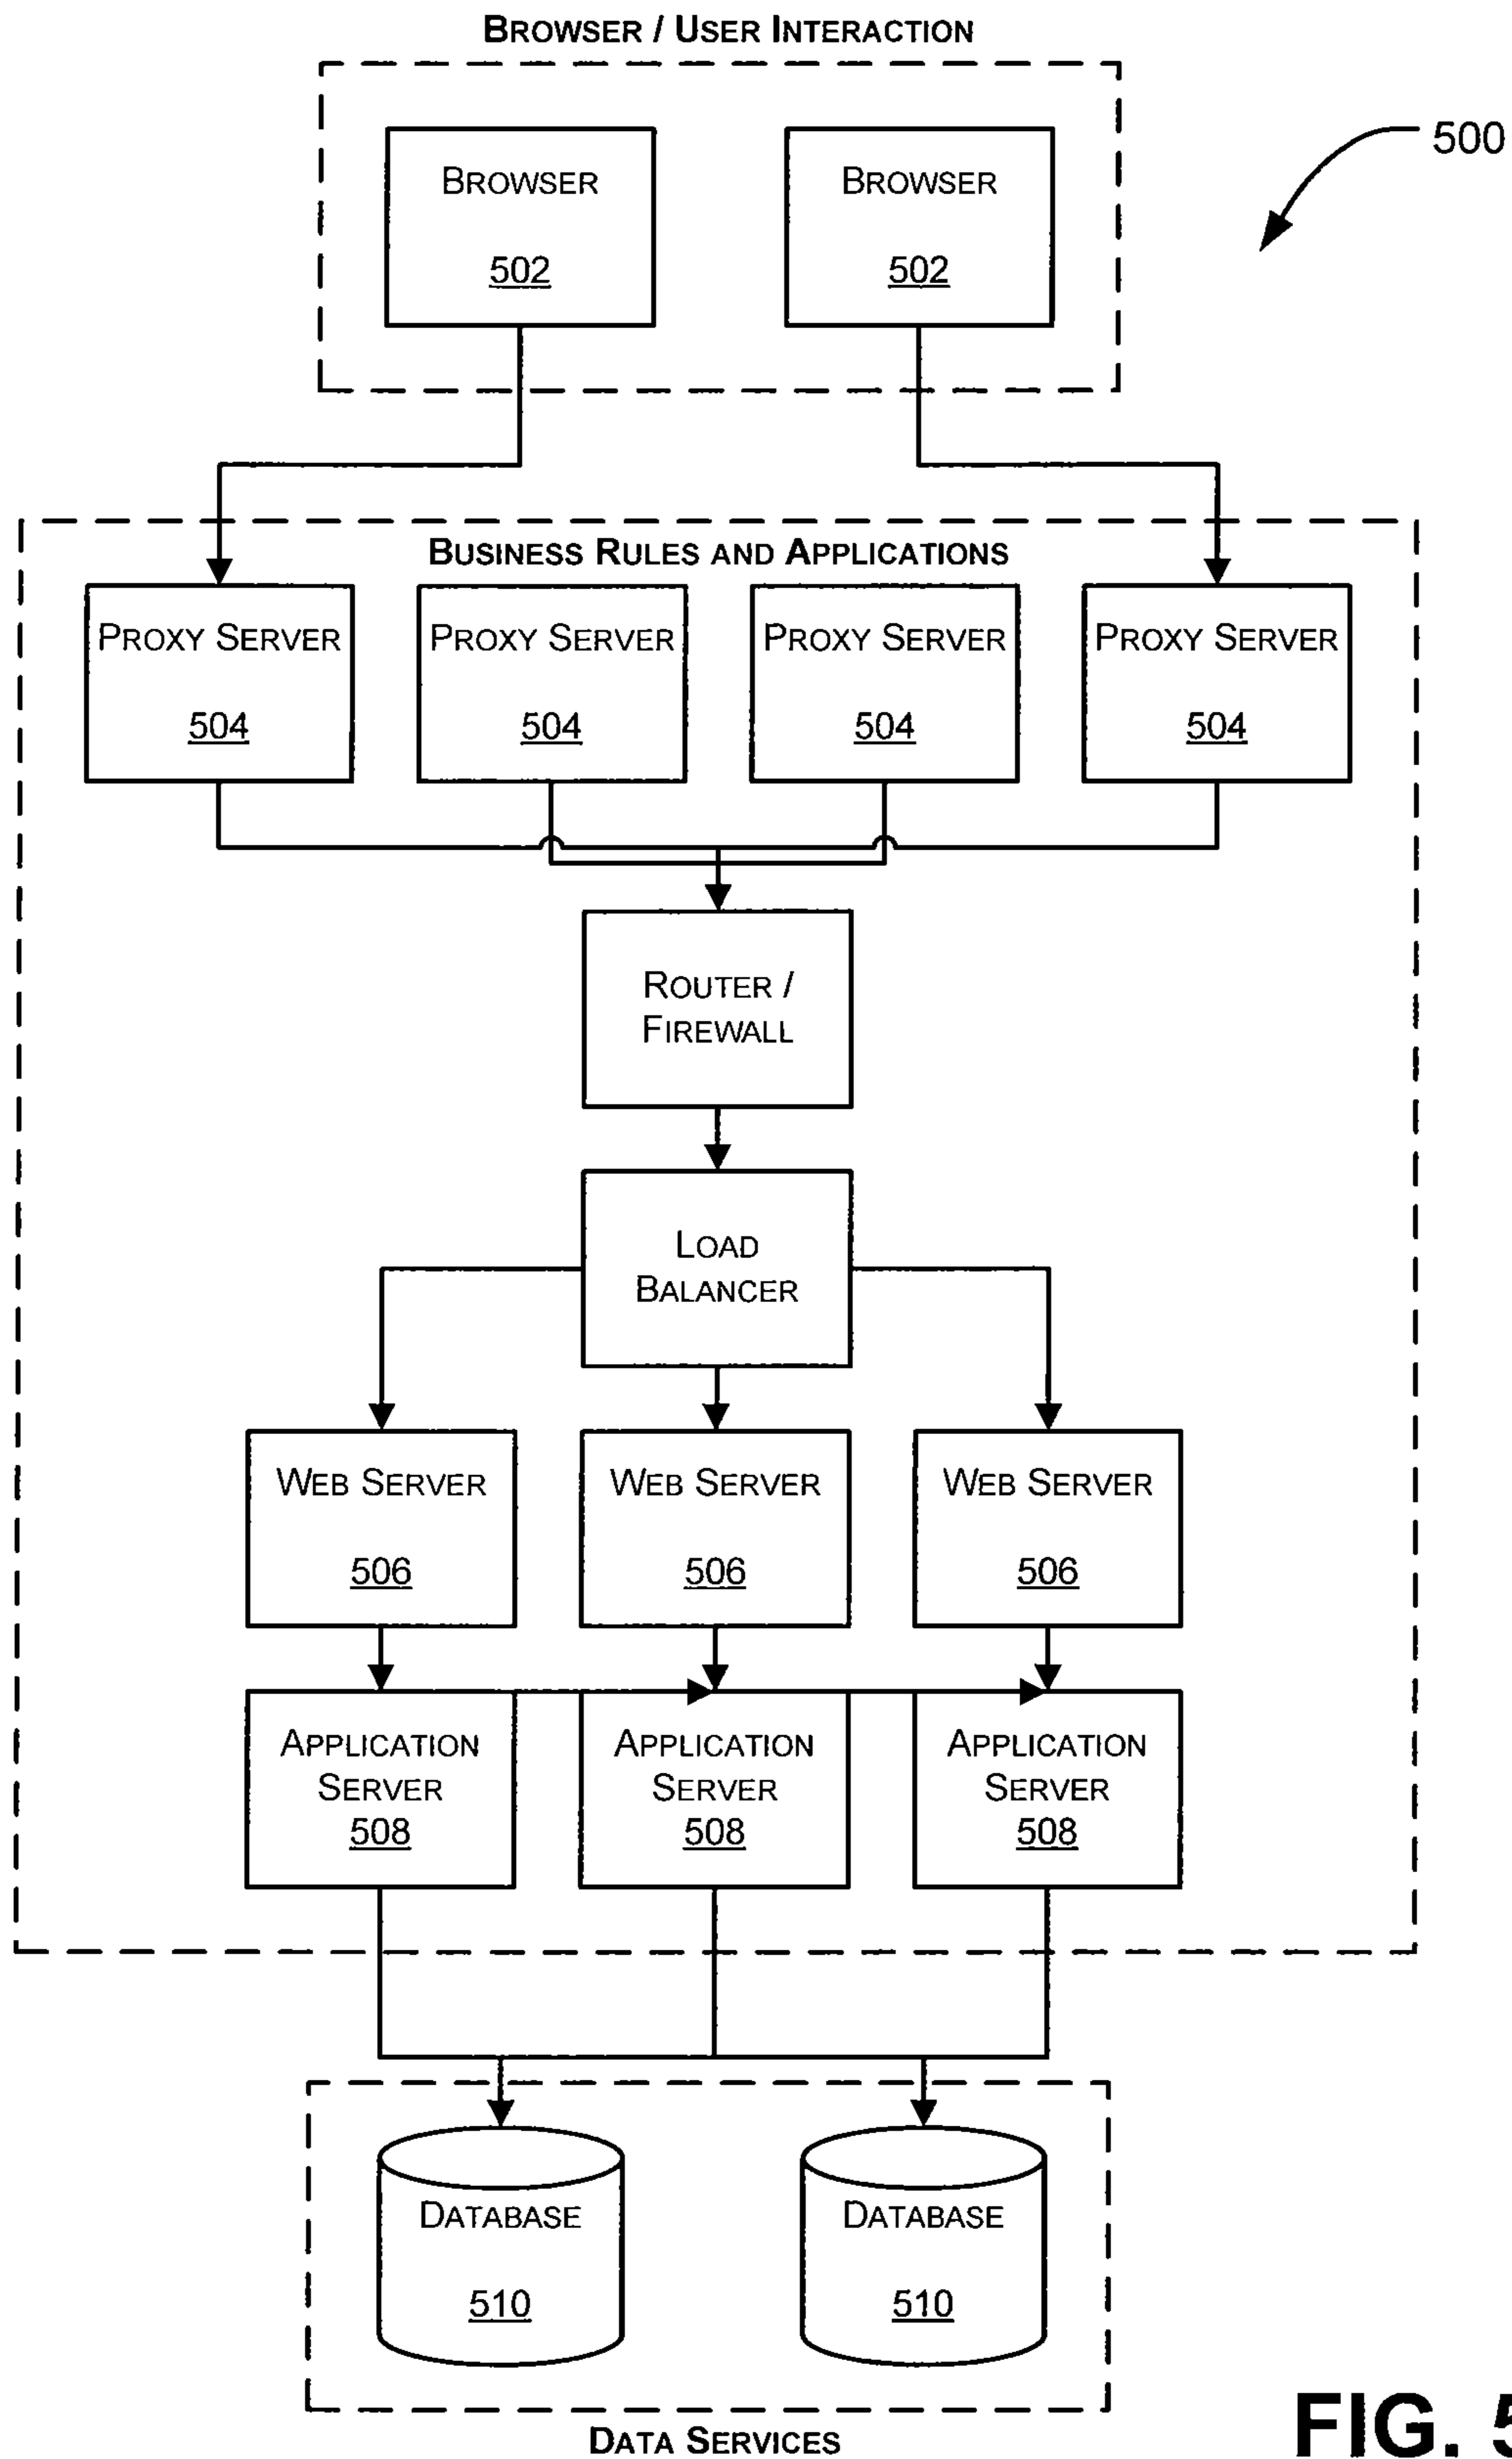 BROWSER / USER INTERACTION
500
BROWSER
502
BROWSER
502
BUSINESS RULES AND APPLICATIONS
PROXY SERVER
504
PROXY SERVER
504
PROXY SERVER
504
PROXY SERVER
504
ROUTER /
FIREWALL
LOAD
BALANCER
WEB SERVER
506
WEB SERVER
506
WEB SERVER
506
APPLICATION
SERVER
508
APPLICATION
SERVER
508
APPLICATION
SERVER
508
DATABASE
510
DATABASE
510
DATA SERVICES
FIG. 5